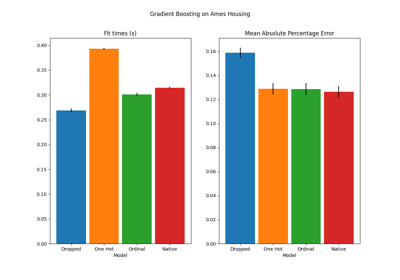 Gradient Boosting on Ames Housing
Fit times (s)
0.40
0.35
0.30
0.25
0.20
0.15
0.10
0.05
0.00
Dropped One Hot Ordinal Native
Model
Mean Absolute Percentage Error
0.16
0.14
0.12
0.10
0.08
0.06
0.04
0.02
0.00
Dropped One Hot Ordinal Native
Model